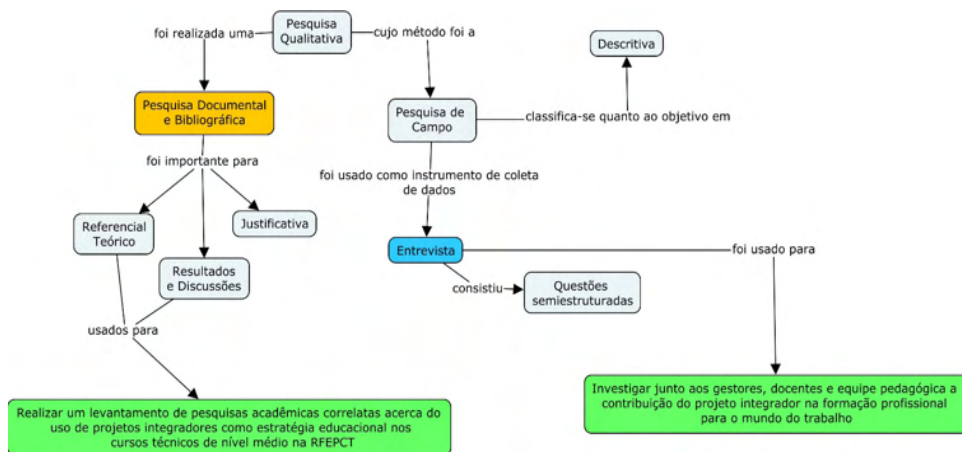 Pesquisa
Qualitativa
foi realizada uma
cujo método foi a
Descritiva
Pesquisa Documental
e Bibliográfica
Pesquisa de
Campo
classifica-se quanto ao objetivo em
foi importante para
foi usado como instrumento de coleta
de dados
Referencial
Teórico
Justificativa
Resultados
e Discussões
Entrevista
foi usado para
consistiu
Questões
semiestruturadas
usados para
Realizar um levantamento de pesquisas acadêmicas correlatas acerca do
uso de projetos integradores como estratégia educacional nos
cursos técnicos de nível médio na RFEPCT
Investigar junto aos gestores, docentes e equipe pedagógica a
contribuição do projeto integrador na formação profissional
para o mundo do trabalho